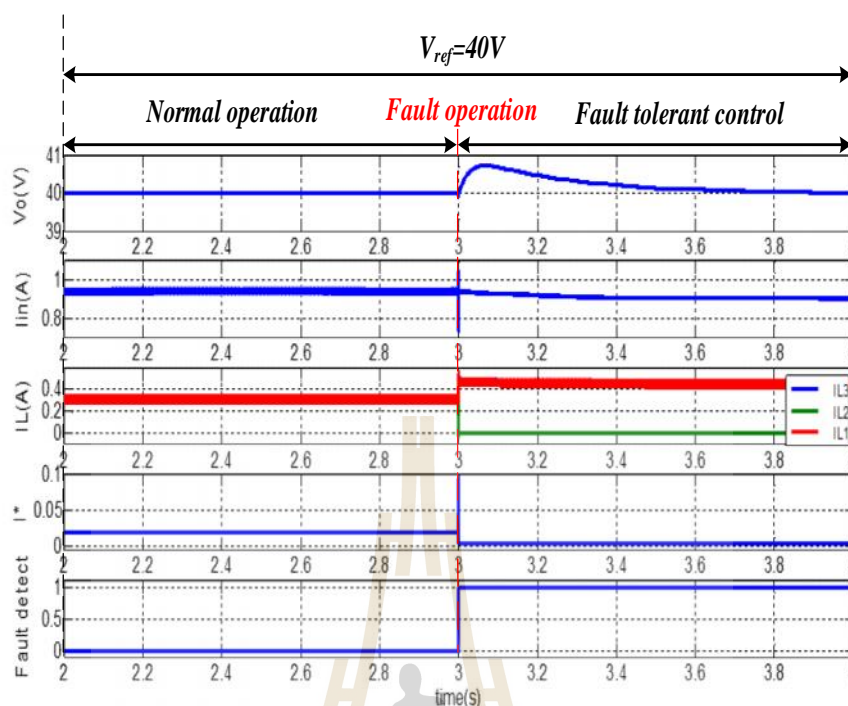 V_ref=40V
Normal operation Fault operation Fault tolerant control
Vo(V)
41
40
39
2 2.2 2.4 2.6 2.8 3 3.2 3.4 3.6 3.8
Iin(A)
1
0.8
2 2.2 2.4 2.6 2.8 3 3.2 3.4 3.6 3.8
IL(A)
0.4
0.2
0
IL3
IL2
IL1
2 2.2 2.4 2.6 2.8 3 3.2 3.4 3.6 3.8
I*
0.1
0.05
0
2 2.2 2.4 2.6 2.8 3 3.2 3.4 3.6 3.8
Fault detect
1
0.5
0
2 2.2 2.4 2.6 2.8 3 3.2 3.4 3.6 3.8
time(s)